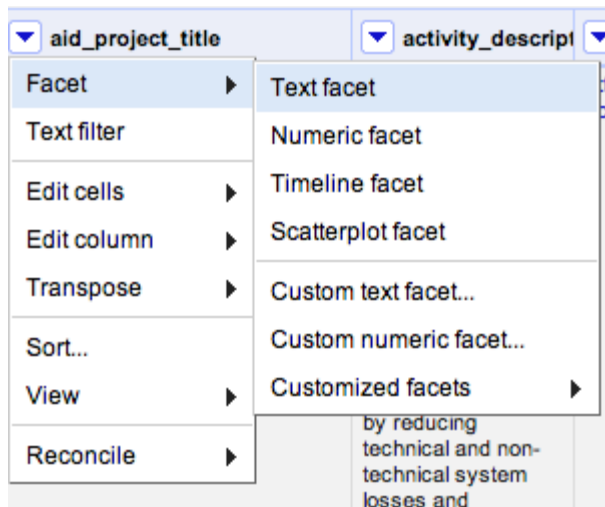 aid_project_title
activity_descript
Facet
Text filter
Edit cells
Edit column
Transpose
Sort...
View
Reconcile
Text facet
Numeric facet
Timeline facet
Scatterplot facet
Custom text facet...
Custom numeric facet...
Customized facets
by reducing
technical and non-
technical system
losses and